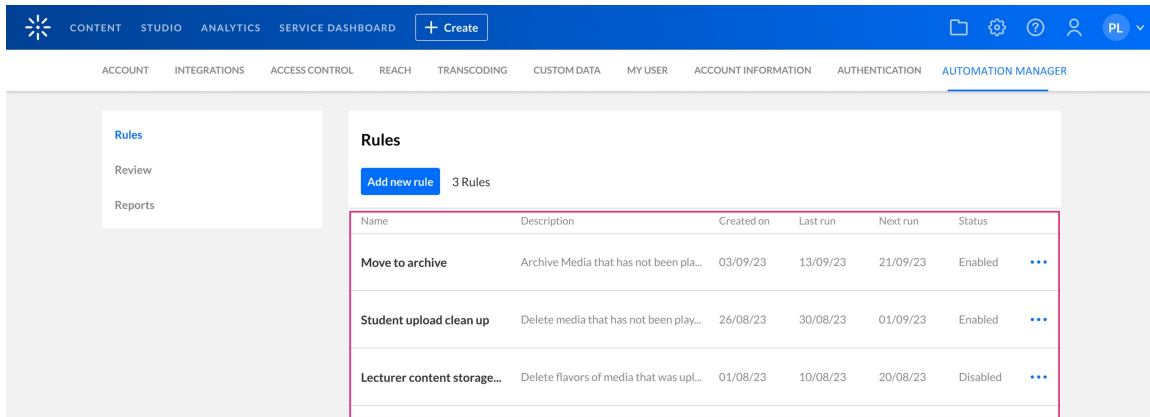 CONTENT STUDIO ANALYTICS SERVICE DASHBOARD + Create PL
ACCOUNT INTEGRATIONS ACCESS CONTROL REACH TRANSCODING CUSTOM DATA MY USER ACCOUNT INFORMATION AUTHENTICATION AUTOMATION MANAGER
Rules
Review
Reports
Rules
Add new rule 3 Rules
Name Description Created on Last run Next run Status
Move to archive Archive Media that has not been pla... 03/09/23 13/09/23 21/09/23 Enabled
Student upload clean up Delete media that has not been play... 26/08/23 30/08/23 01/09/23 Enabled
Lecturer content storage... Delete flavors of media that was upl... 01/08/23 10/08/23 20/08/23 Disabled